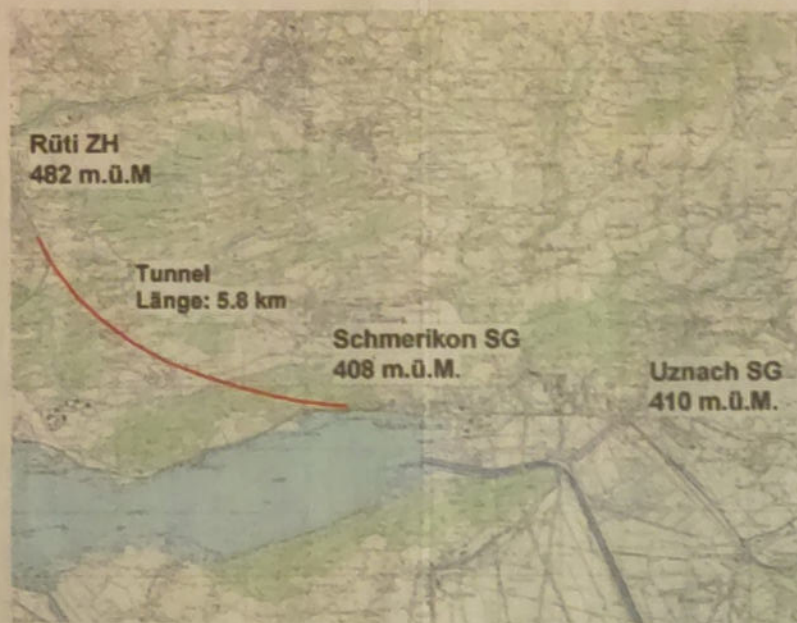 Rüti ZH
482 m.ü.M
Tunnel
Länge: 5.8 km
Schmerikon SG
408 m.ü.M.
Uznach SG
410 m.ü.M.